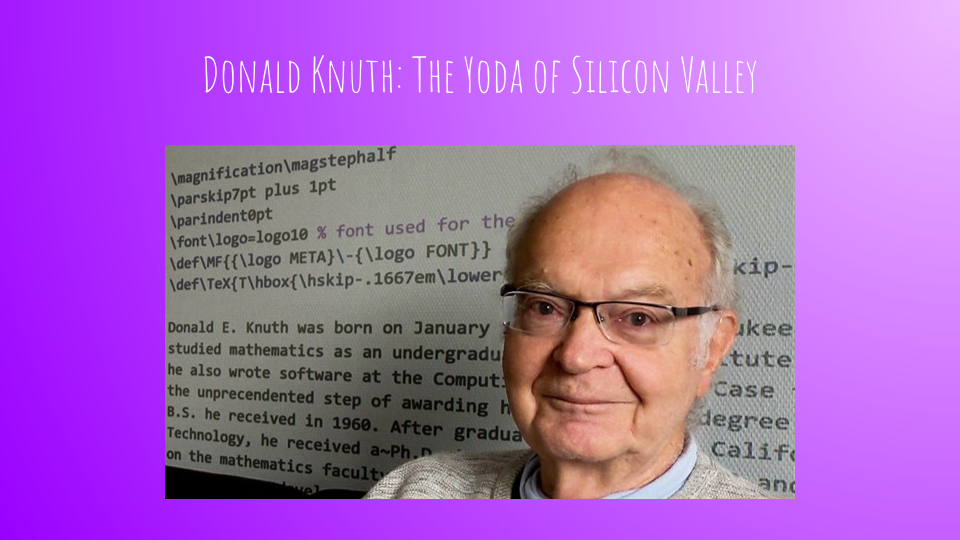 Donald Knuth: The Yoda of Silicon Valley
\magnification\magstephalf
\parskip7pt plus 1pt
\parindent0pt
\font\logo=logo10 % font used for the
\def\MF{{\logo META}\-{\logo FONT}}
\def\TeX{T\hbox{\hskip-.1667em\lower kip-
Donald E. Knuth was born on January ukee
studied mathematics as an undergradu tute
he also wrote software at the Computi Case
the unprecedented step of awarding h degree
B.S. he received in 1960. After gradua Califo
Technology, he received a~Ph.D. and
on the mathematics faculty